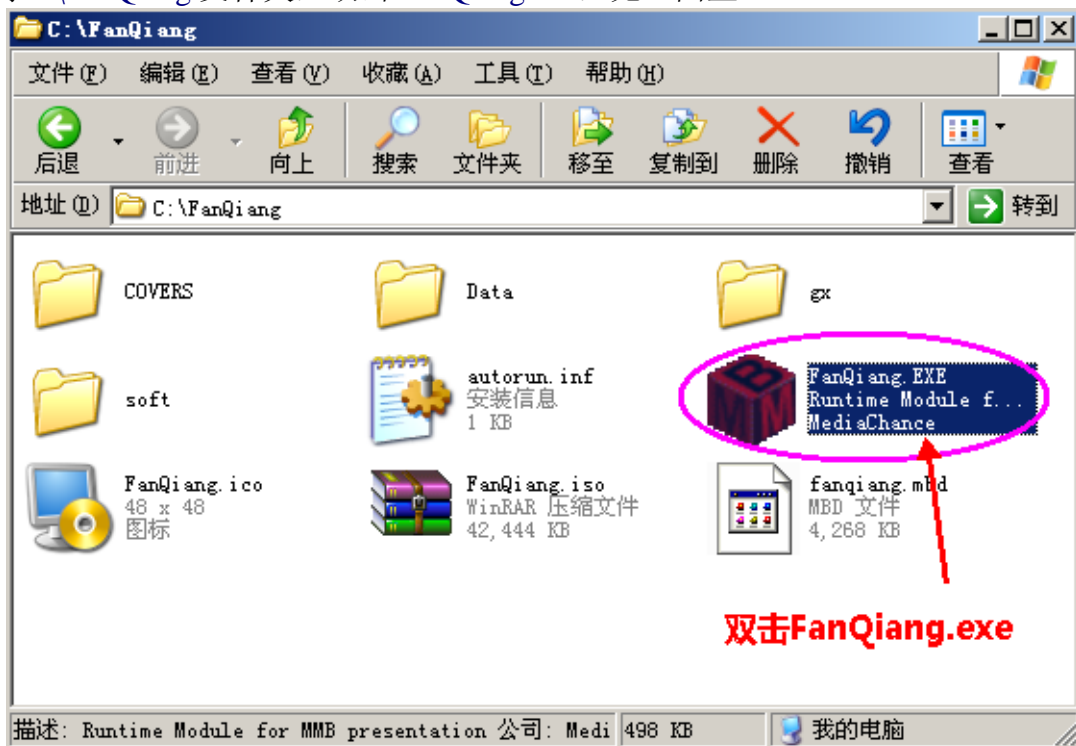 C:\FanQiang
文件(F) 编辑(E) 查看(V) 收藏(A) 工具(T) 帮助(H)
后退 前进 向上 搜索 文件夹 移至 复制到 删除 撤销 查看
地址(D) C:\FanQiang 转到
COVERS
Data
gx
soft
autorun.inf
安装信息
1 KB
FanQiang.EXE
Runtime Module f...
MediaChance
FanQiang.ico
48 x 48
图标
FanQiang.iso
WinRAR 压缩文件
42,444 KB
fanqiang.mbd
MBD 文件
4,268 KB
双击FanQiang.exe
描述: Runtime Module for MMB presentation 公司: Medi 498 KB 我的电脑